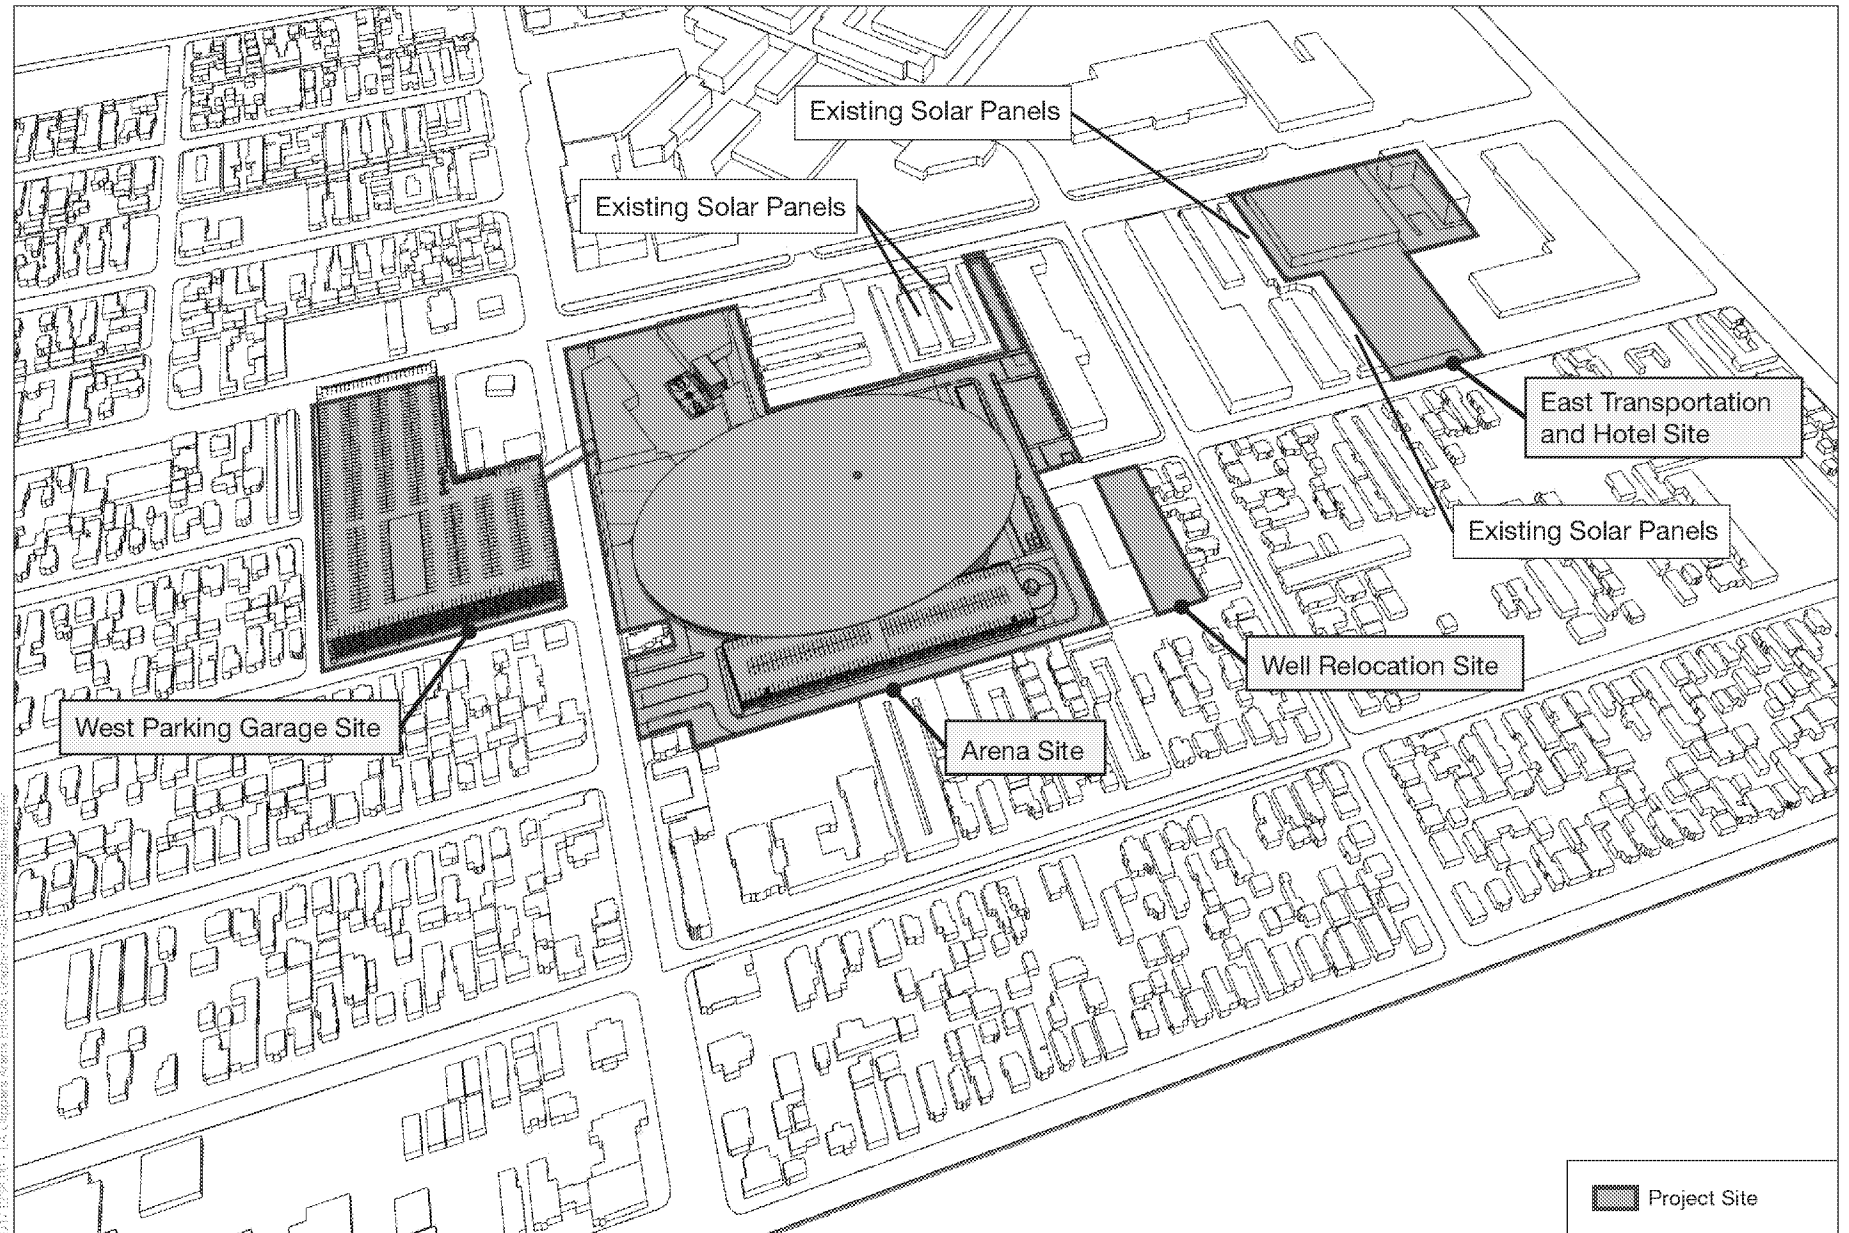 Existing Solar Panels
Existing Solar Panels
East Transportation
and Hotel Site
Existing Solar Panels
Well Relocation Site
West Parking Garage Site
Arena Site
Project Site